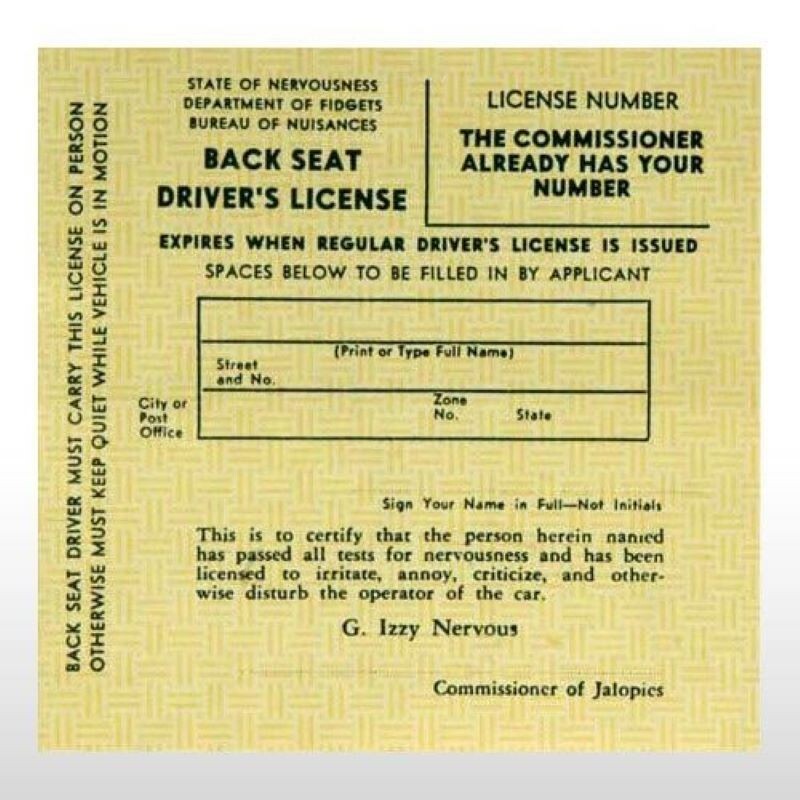 STATE OF NERVOUSNESS
DEPARTMENT OF FIDGETS
BUREAU OF NUISANCES
BACK SEAT
DRIVER'S LICENSE
LICENSE NUMBER
THE COMMISSIONER
ALREADY HAS YOUR
NUMBER
EXPIRES WHEN REGULAR DRIVER'S LICENSE IS ISSUED
SPACES BELOW TO BE FILLED IN BY APPLICANT
(Print or Type Full Name)
Street
and No.
City or
Post
Office
Zone
No.
State
Sign Your Name in Full—Not Initials
This is to certify that the person herein named
has passed all tests for nervousness and has been
licensed to irritate, annoy, criticize, and other-
wise disturb the operator of the car.
G. Izzy Nervous
Commissioner of Jalopies
BACK SEAT DRIVER MUST CARRY THIS LICENSE ON PERSON
OTHERWISE MUST KEEP QUIET WHILE VEHICLE IS IN MOTION